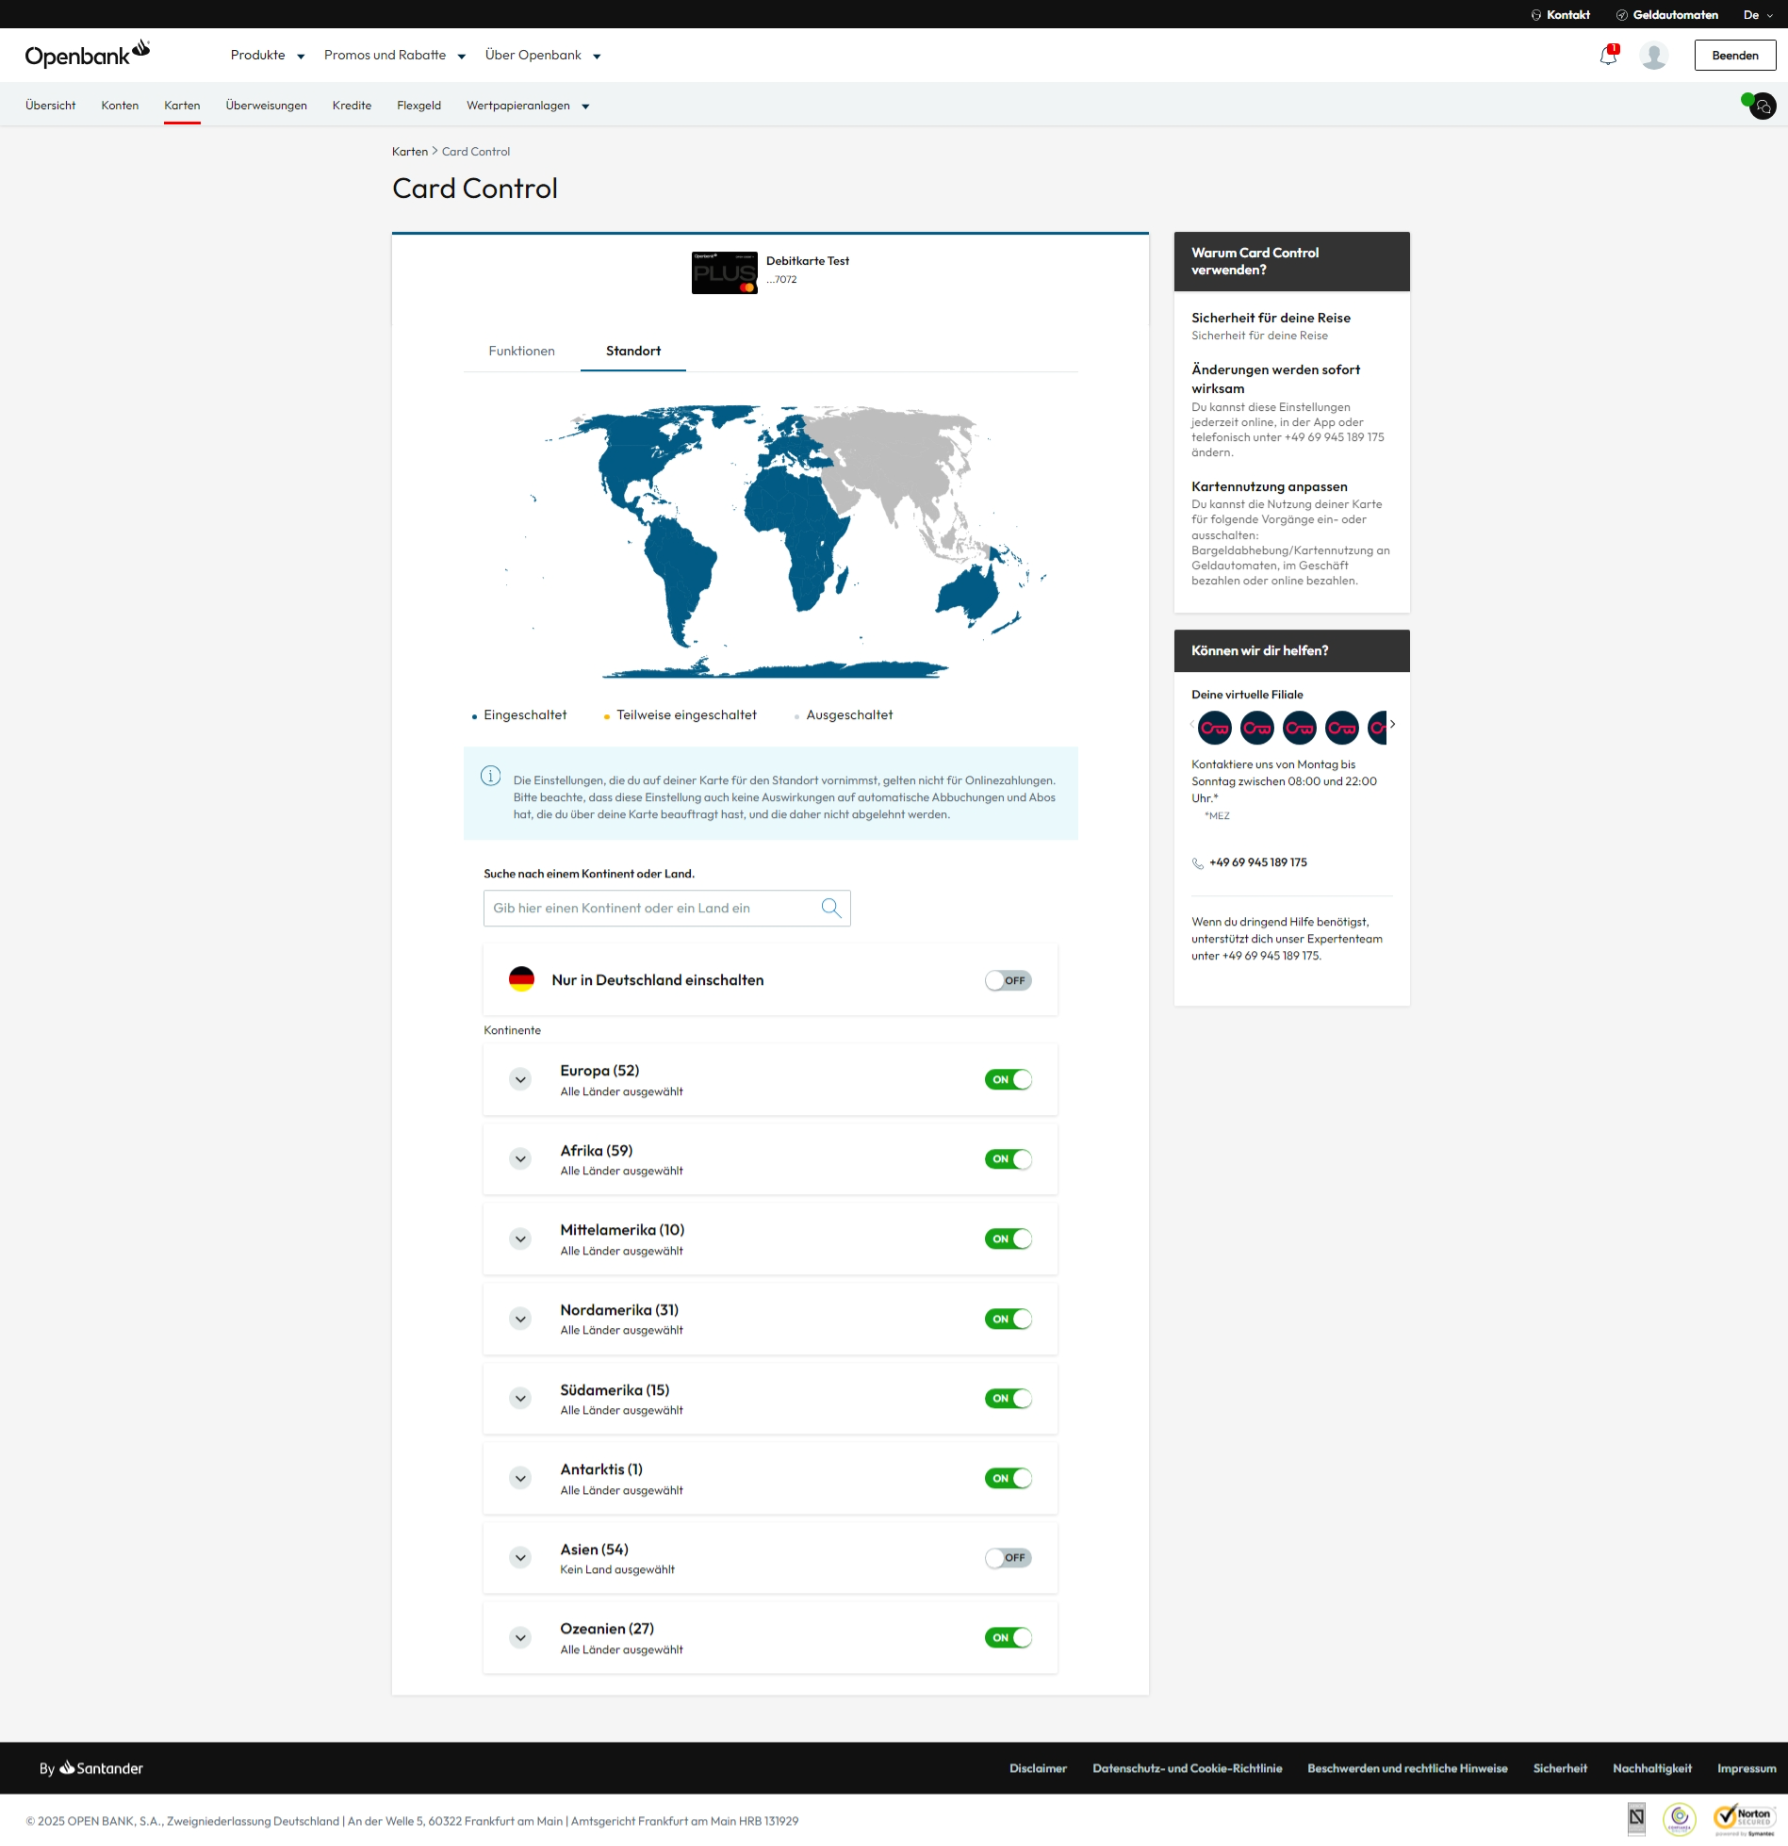 Kontakt
Geldautomaten
De
Openbank
Produkte
Promos und Rabatte
Über Openbank
1
Beenden
Übersicht
Konten
Karten
Überweisungen
Kredite
Flexgeld
Wertpapieranlagen
Karten > Card Control
Card Control
Openbank
PLUS
Debitkarte Test
...7072
Funktionen
Standort
Eingeschaltet
Teilweise eingeschaltet
Ausgeschaltet
Die Einstellungen, die du auf deiner Karte für den Standort vornimmst, gelten nicht für Onlinezahlungen.
Bitte beachte, dass diese Einstellung auch keine Auswirkungen auf automatische Abbuchungen und Abos
hat, die du über deine Karte beauftragt hast, und die daher nicht abgelehnt werden.
Suche nach einem Kontinent oder Land.
Gib hier einen Kontinent oder ein Land ein
Nur in Deutschland einschalten
OFF
Kontinente
Europa (52)
Alle Länder ausgewählt
ON
Afrika (59)
Alle Länder ausgewählt
ON
Mittelamerika (10)
Alle Länder ausgewählt
ON
Nordamerika (31)
Alle Länder ausgewählt
ON
Südamerika (15)
Alle Länder ausgewählt
ON
Antarktis (1)
Alle Länder ausgewählt
ON
Asien (54)
Kein Land ausgewählt
OFF
Ozeanien (27)
Alle Länder ausgewählt
ON
Warum Card Control
verwenden?
Sicherheit für deine Reise
Sicherheit für deine Reise
Änderungen werden sofort
wirksam
Du kannst diese Einstellungen
jederzeit online, in der App oder
telefonisch unter +49 69 945 189 175
ändern.
Kartennutzung anpassen
Du kannst die Nutzung deiner Karte
für folgende Vorgänge ein- oder
ausschalten:
Bargeldabhebung/Kartennutzung an
Geldautomaten, im Geschäft
bezahlen oder online bezahlen.
Können wir dir helfen?
Deine virtuelle Filiale
Kontaktiere uns von Montag bis
Sonntag zwischen 08:00 und 22:00
Uhr.*
*MEZ
+49 69 945 189 175
Wenn du dringend Hilfe benötigst,
unterstützt dich unser Expertenteam
unter +49 69 945 189 175.
By Santander
Disclaimer
Datenschutz- und Cookie-Richtlinie
Beschwerden und rechtliche Hinweise
Sicherheit
Nachhaltigkeit
Impressum
© 2025 OPEN BANK, S.A., Zweigniederlassung Deutschland | An der Welle 5, 60322 Frankfurt am Main | Amtsgericht Frankfurt am Main HRB 131929
Norton
SECURED
powered by Symantec